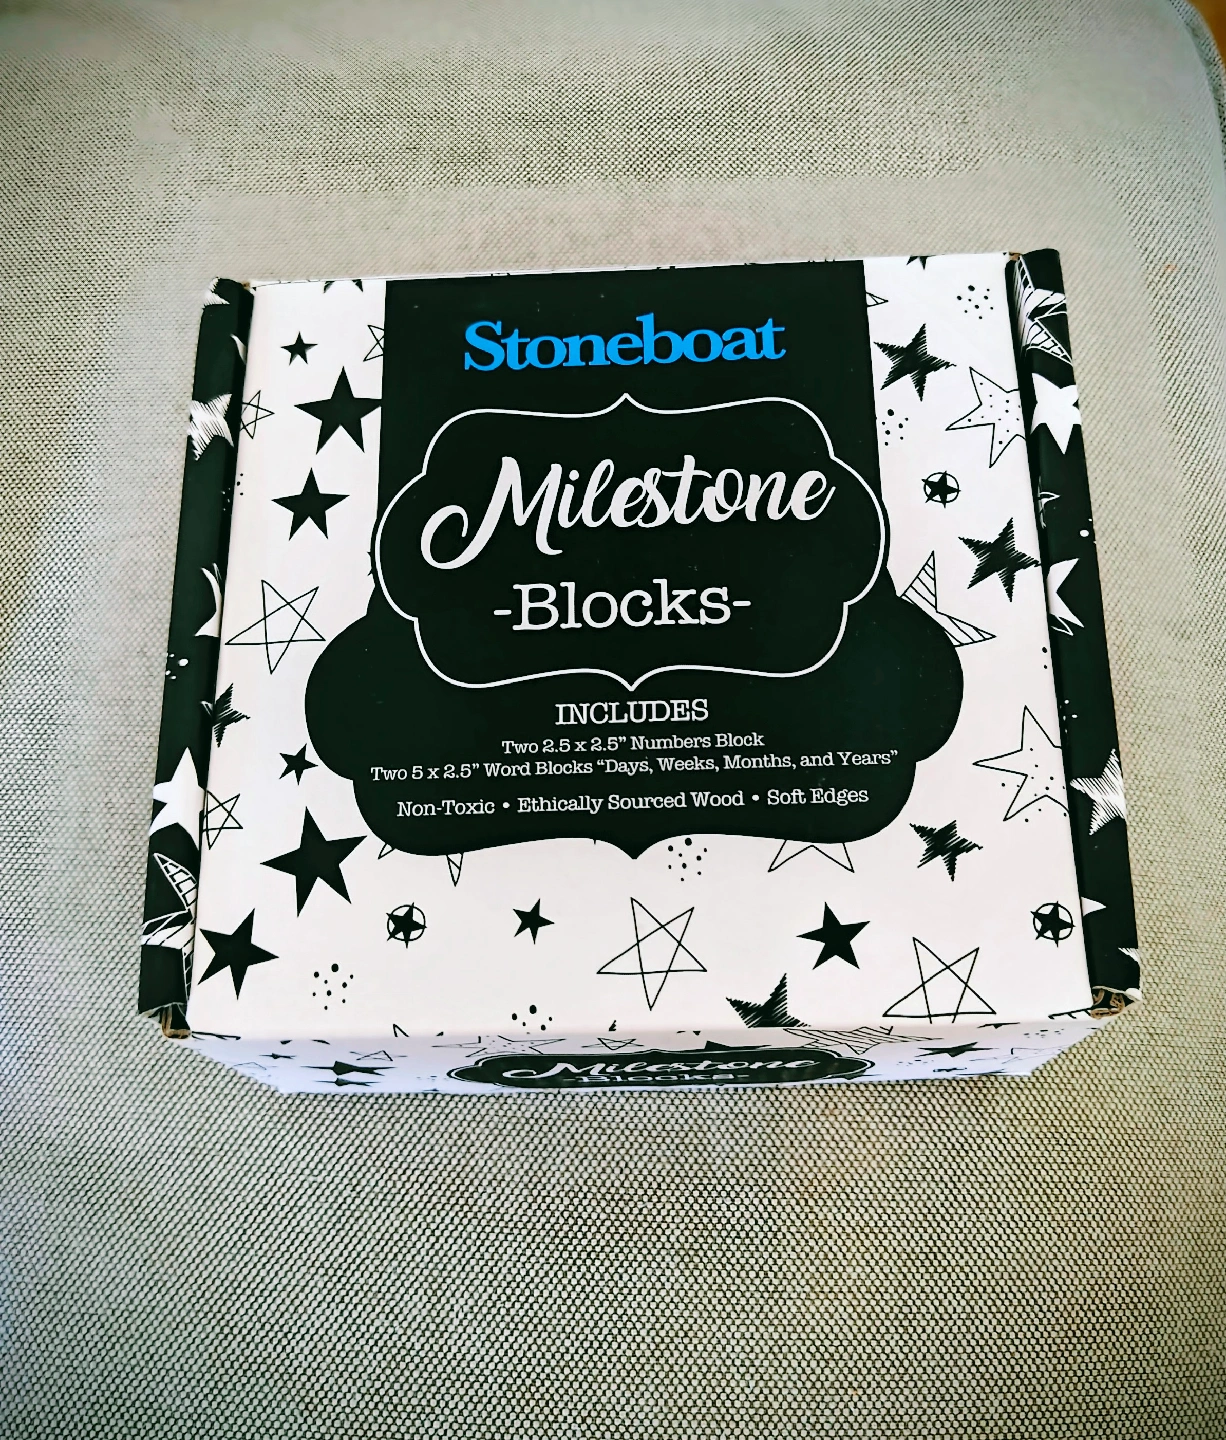 Stoneboat
Milestone
-Blocks-
INCLUDES
Two 2.5 x 2.5” Numbers Block
Two 5 x 2.5” Word Blocks “Days, Weeks, Months, and Years”
Non-Toxic • Ethically Sourced Wood • Soft Edges
Milestone
-Blocks-